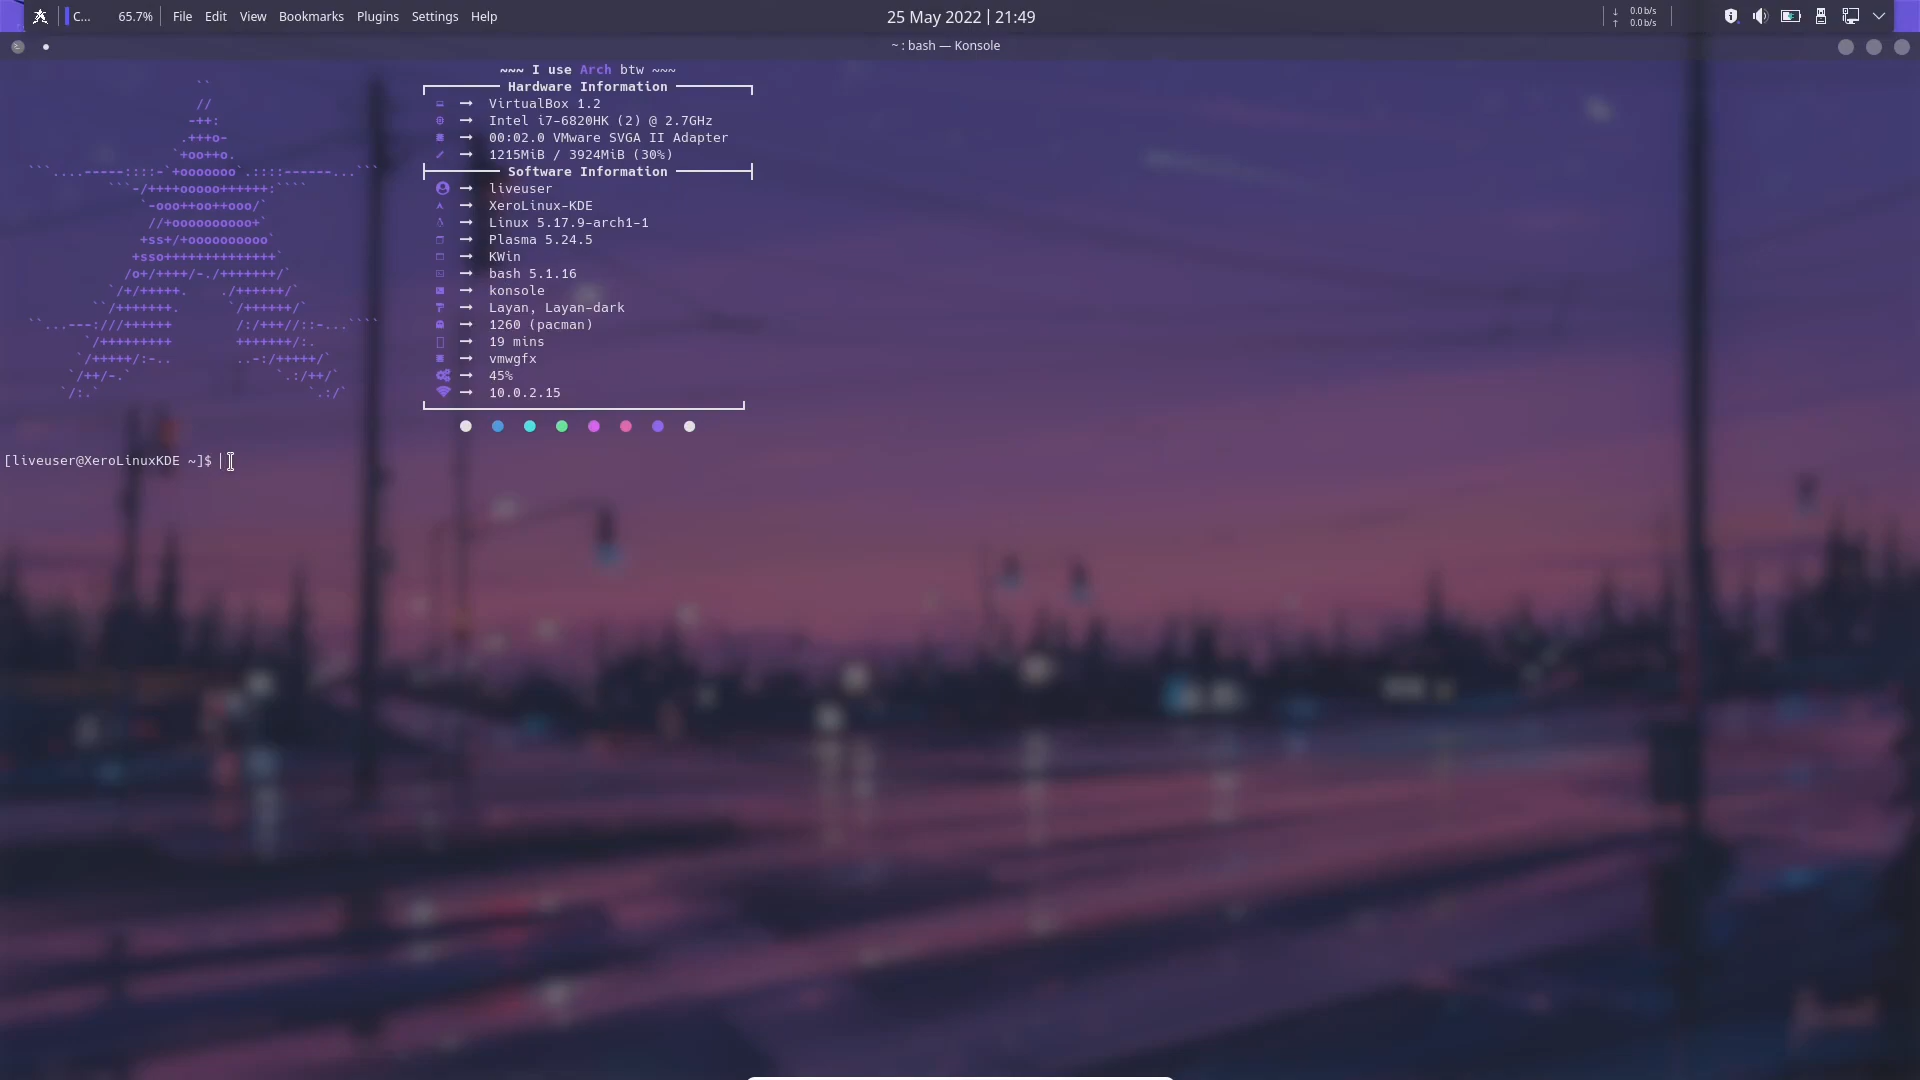 C... 65.7% File Edit View Bookmarks Plugins Settings Help 25 May 2022 | 21:49 ↓ 0.0 b/s
↑ 0.0 b/s
~ : bash — Konsole
~~~ I use Arch btw ~~~
Hardware Information
→ VirtualBox 1.2
→ Intel i7-6820HK (2) @ 2.7GHz
→ 00:02.0 VMware SVGA II Adapter
→ 1215MiB / 3924MiB (30%)
Software Information
→ liveuser
→ XeroLinux-KDE
→ Linux 5.17.9-arch1-1
→ Plasma 5.24.5
→ KWin
→ bash 5.1.16
→ konsole
→ Layan, Layan-dark
→ 1260 (pacman)
→ 19 mins
→ vmwgfx
→ 45%
→ 10.0.2.15
[liveuser@XeroLinuxKDE ~]$